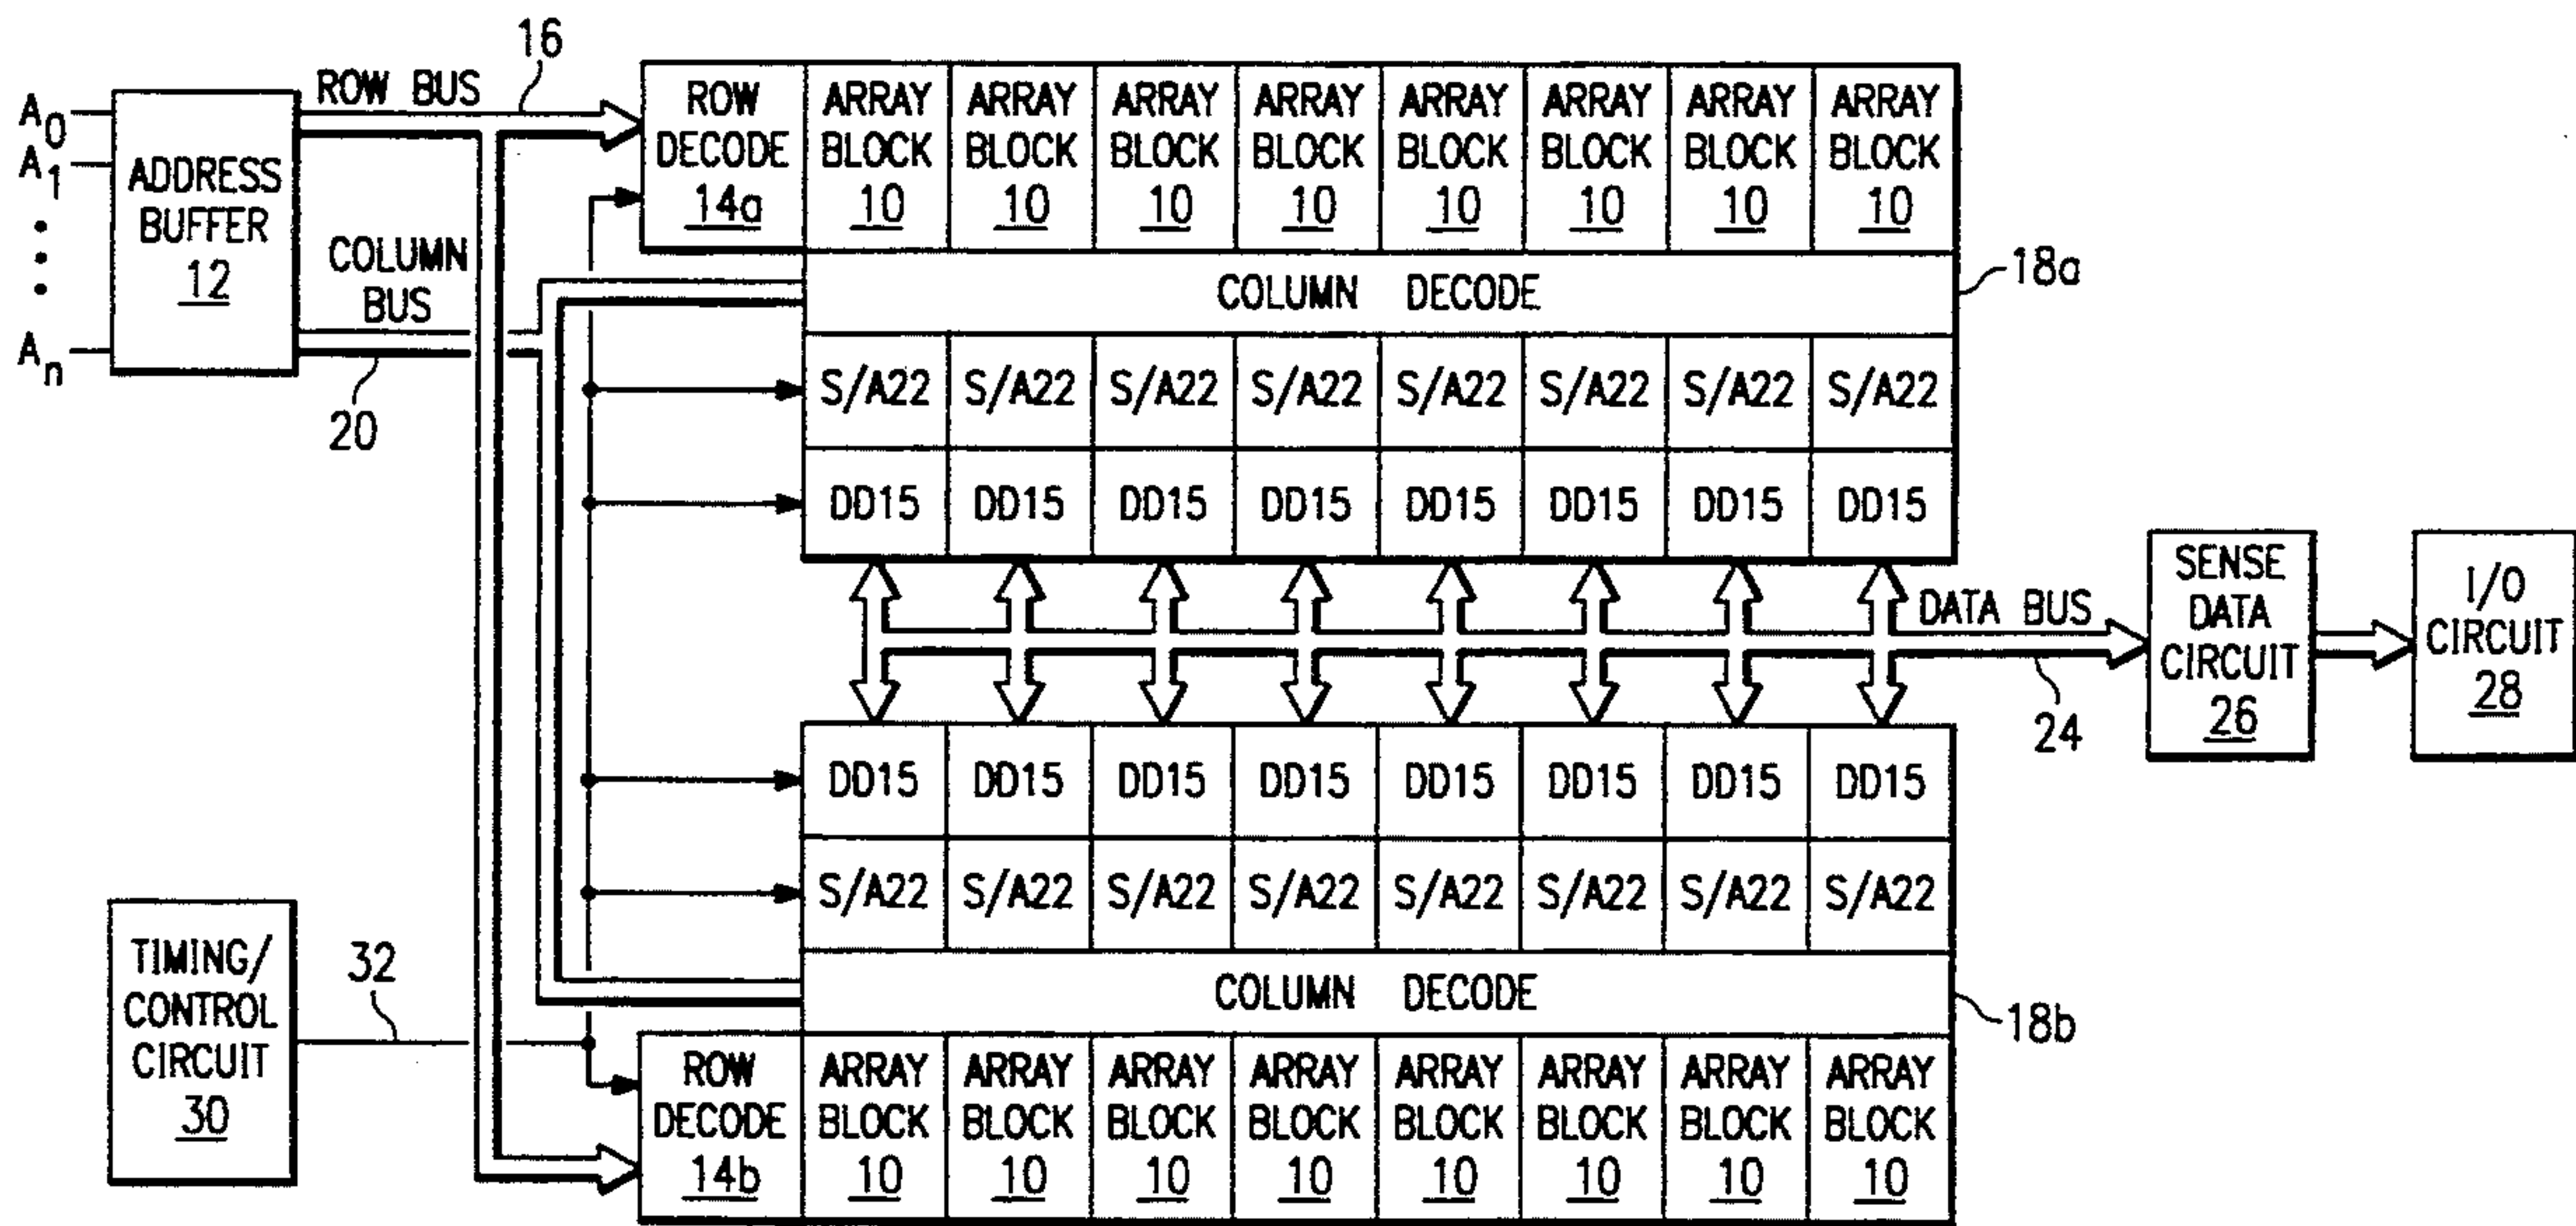 16
ROW BUS
A0
A1
An
ADDRESS
BUFFER
12
COLUMN
BUS
20
ROW
DECODE
14a
ARRAY ARRAY ARRAY ARRAY ARRAY ARRAY ARRAY ARRAY
BLOCK BLOCK BLOCK BLOCK BLOCK BLOCK BLOCK BLOCK
10 10 10 10 10 10 10 10
COLUMN DECODE
18a
S/A22 S/A22 S/A22 S/A22 S/A22 S/A22 S/A22 S/A22
DD15 DD15 DD15 DD15 DD15 DD15 DD15 DD15
DATA BUS
24
SENSE
DATA
CIRCUIT
26
I/O
CIRCUIT
28
DD15 DD15 DD15 DD15 DD15 DD15 DD15 DD15
S/A22 S/A22 S/A22 S/A22 S/A22 S/A22 S/A22 S/A22
COLUMN DECODE
18b
TIMING/
CONTROL
CIRCUIT
30
32
ROW
DECODE
14b
ARRAY ARRAY ARRAY ARRAY ARRAY ARRAY ARRAY ARRAY
BLOCK BLOCK BLOCK BLOCK BLOCK BLOCK BLOCK BLOCK
10 10 10 10 10 10 10 10